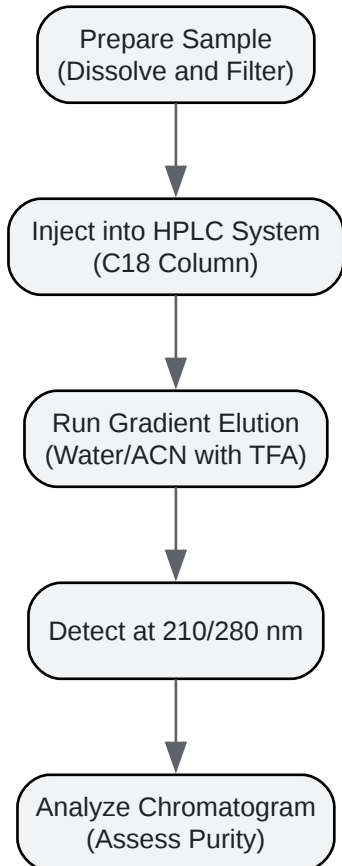 Prepare Sample
(Dissolve and Filter)
Inject into HPLC System
(C18 Column)
Run Gradient Elution
(Water/ACN with TFA)
Detect at 210/280 nm
Analyze Chromatogram
(Assess Purity)